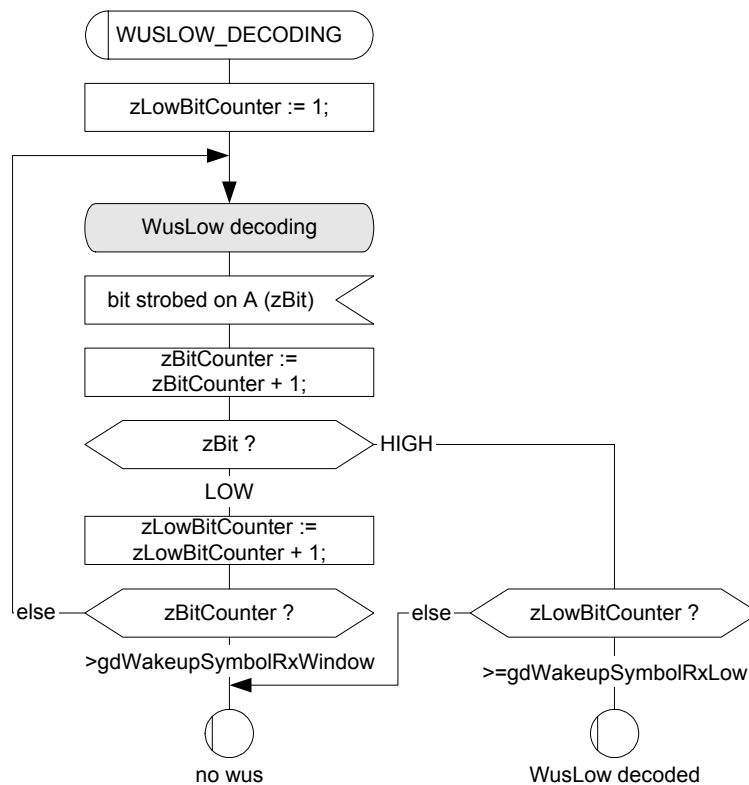 WUSLOW_DECODING
zLowBitCounter := 1;
WusLow decoding
bit strobed on A (zBit)
zBitCounter :=
zBitCounter + 1;
zBit ?
HIGH
LOW
zLowBitCounter :=
zLowBitCounter + 1;
else
zBitCounter ?
else
zLowBitCounter ?
>gdWakeupSymbolRxWindow
>=gdWakeupSymbolRxLow
no wus
WusLow decoded